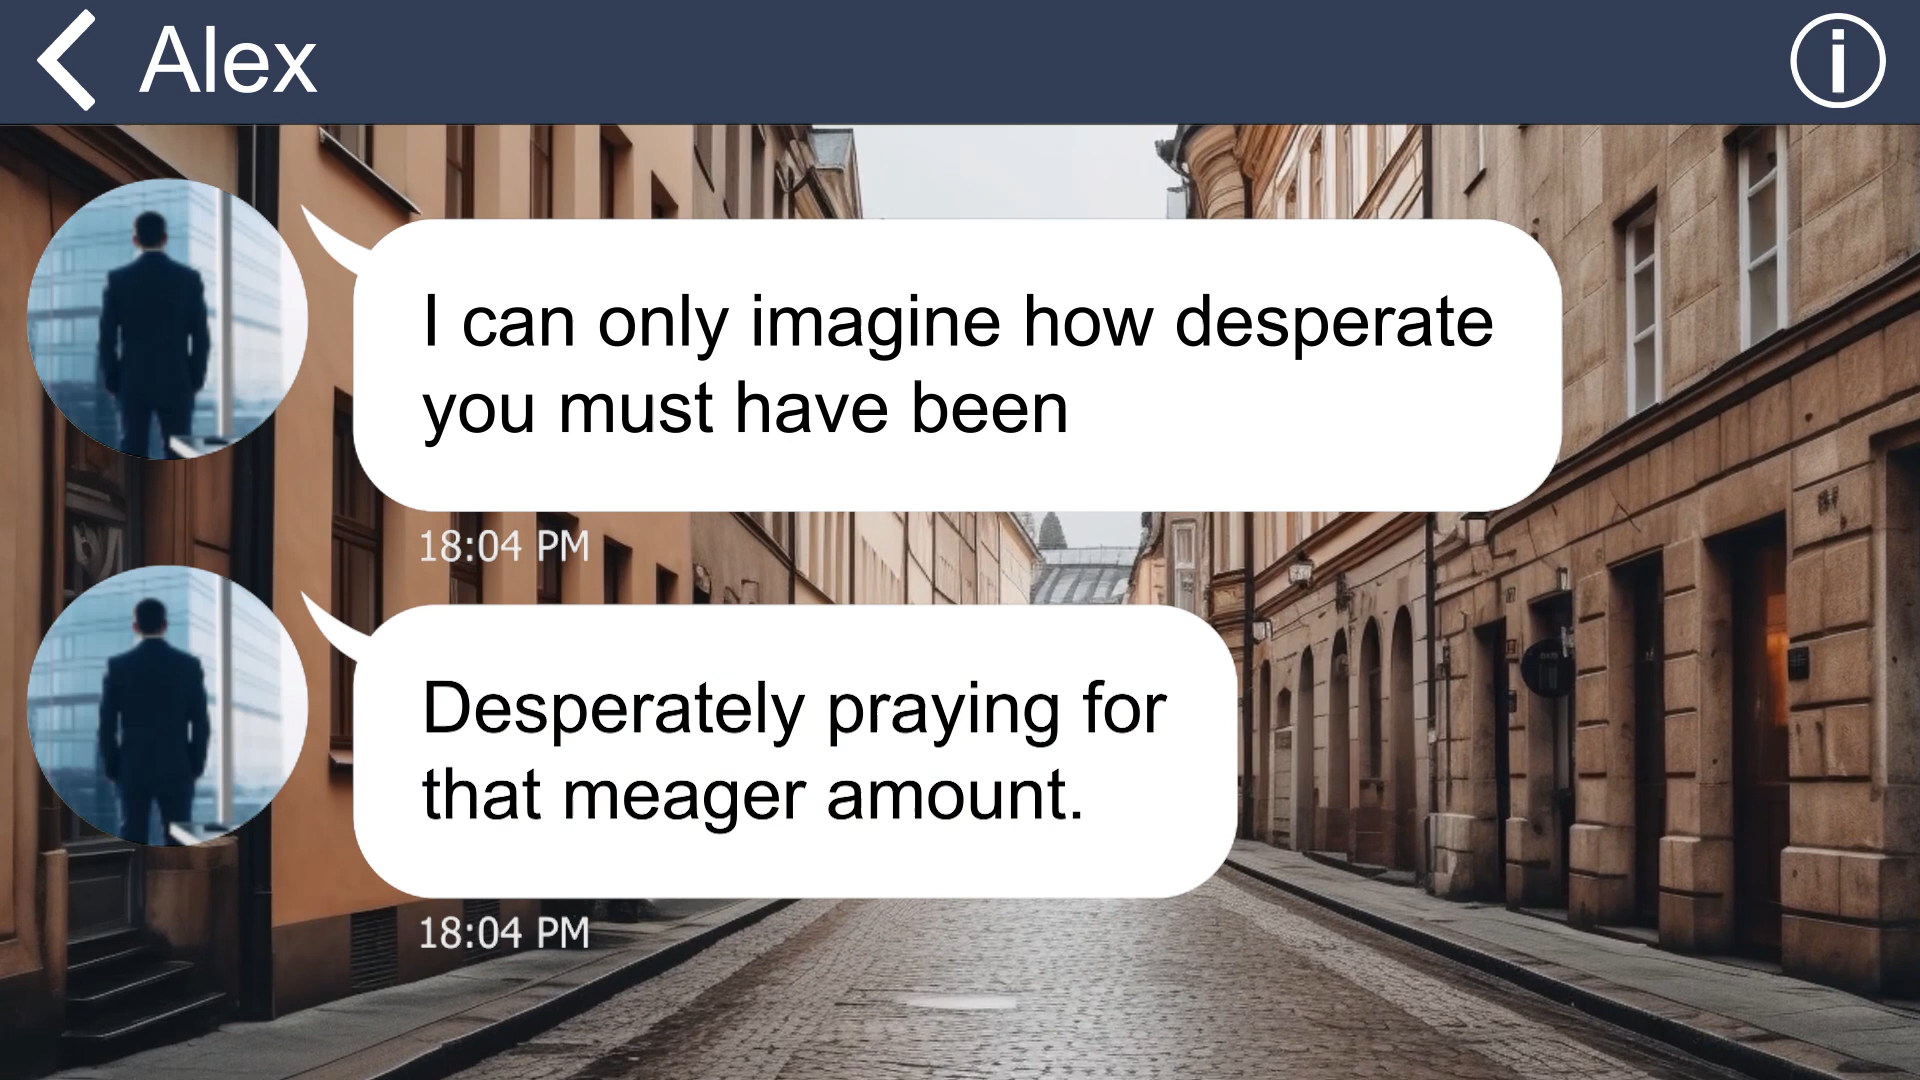 Alex
I can only imagine how desperate
you must have been
18:04 PM
Desperately praying for
that meager amount.
18:04 PM